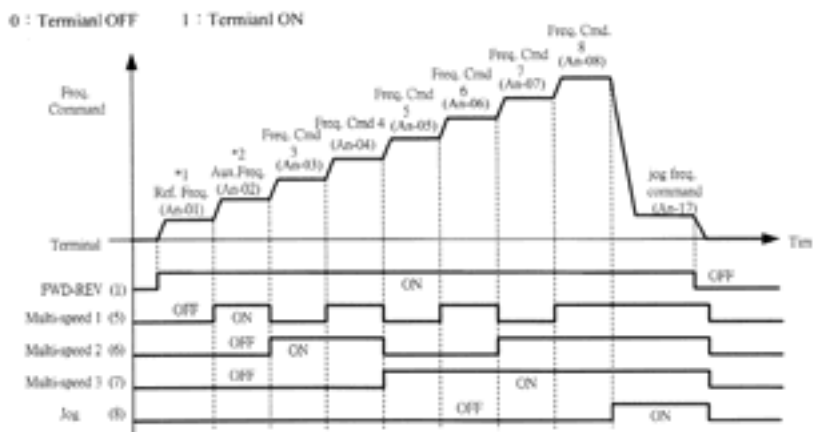 0 : Termianl OFF 1 : Termianl ON
Freq. Command
*1 Ref. Freq. (An-01)
*2 Aux.Freq. (An-02)
Freq. Cmd 3 (An-03)
Freq. Cmd 4 (An-04)
Freq. Cmd 5 (An-05)
Freq. Cmd 6 (An-06)
Freq. Cmd 7 (An-07)
Freq. Cmd. 8 (An-08)
jog freq. command (An-17)
Terminal
Tim
FWD-REV (1) ON OFF
Multi-speed 1 (5) OFF ON
Multi-speed 2 (6) OFF ON
Multi-speed 3 (7) OFF ON
Jog (8) OFF ON